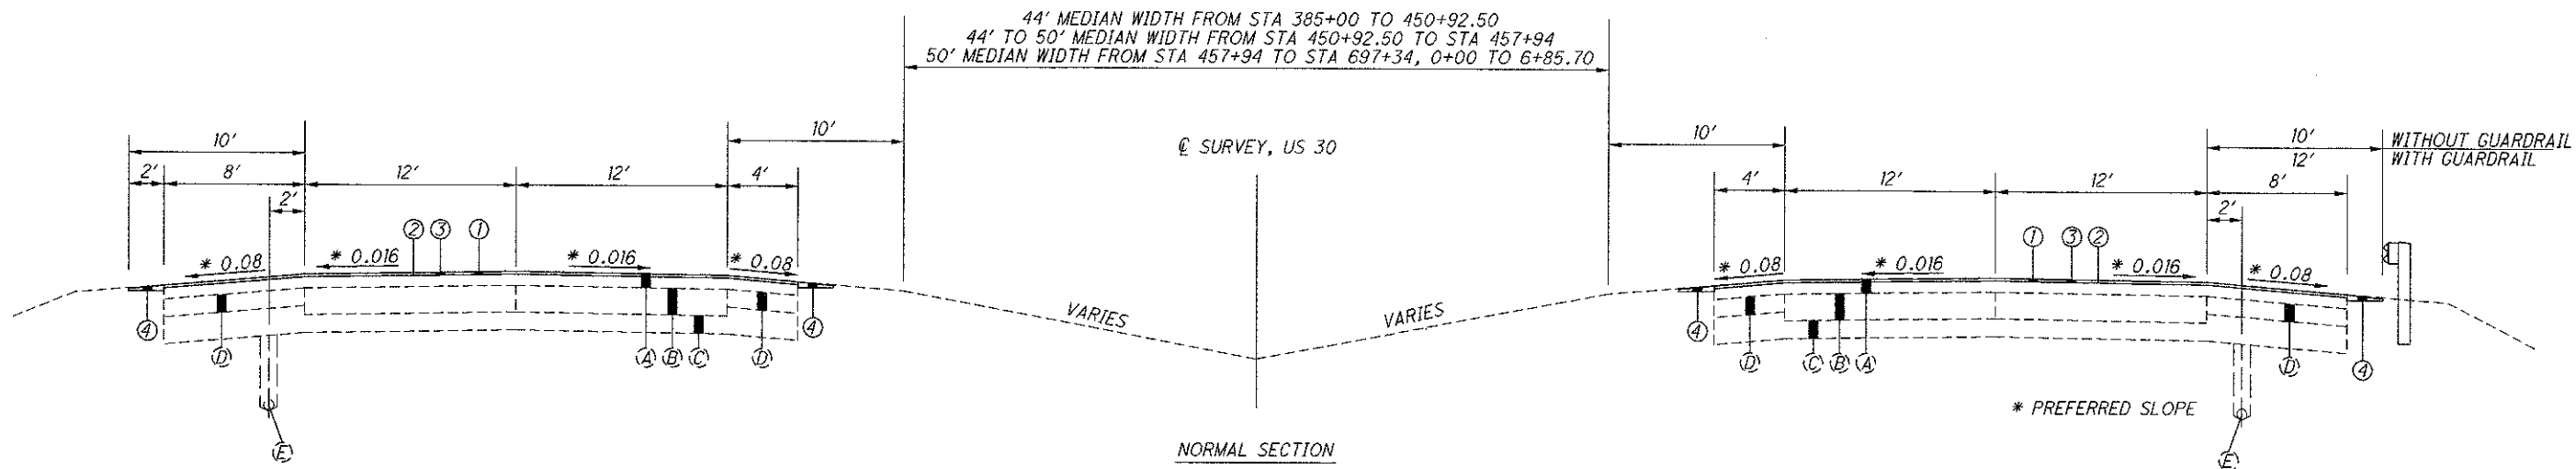 44' MEDIAN WIDTH FROM STA 385+00 TO 450+92.50
44' TO 50' MEDIAN WIDTH FROM STA 450+92.50 TO STA 457+94
50' MEDIAN WIDTH FROM STA 457+94 TO STA 697+34, 0+00 TO 6+85.70
10' 10' ℄ SURVEY, US 30 10' 10' WITHOUT GUARDRAIL
12' WITH GUARDRAIL
2' 8' 12' 12' 4' 4' 12' 12' 8'
2' 2'
② ③ ① ① ③ ②
* 0.08 * 0.016 * 0.016 * 0.08 * 0.08 * 0.016 * 0.016 * 0.08
④ ④ VARIES VARIES ④ ④
D A B C D D C B A D
* PREFERRED SLOPE
E E
NORMAL SECTION